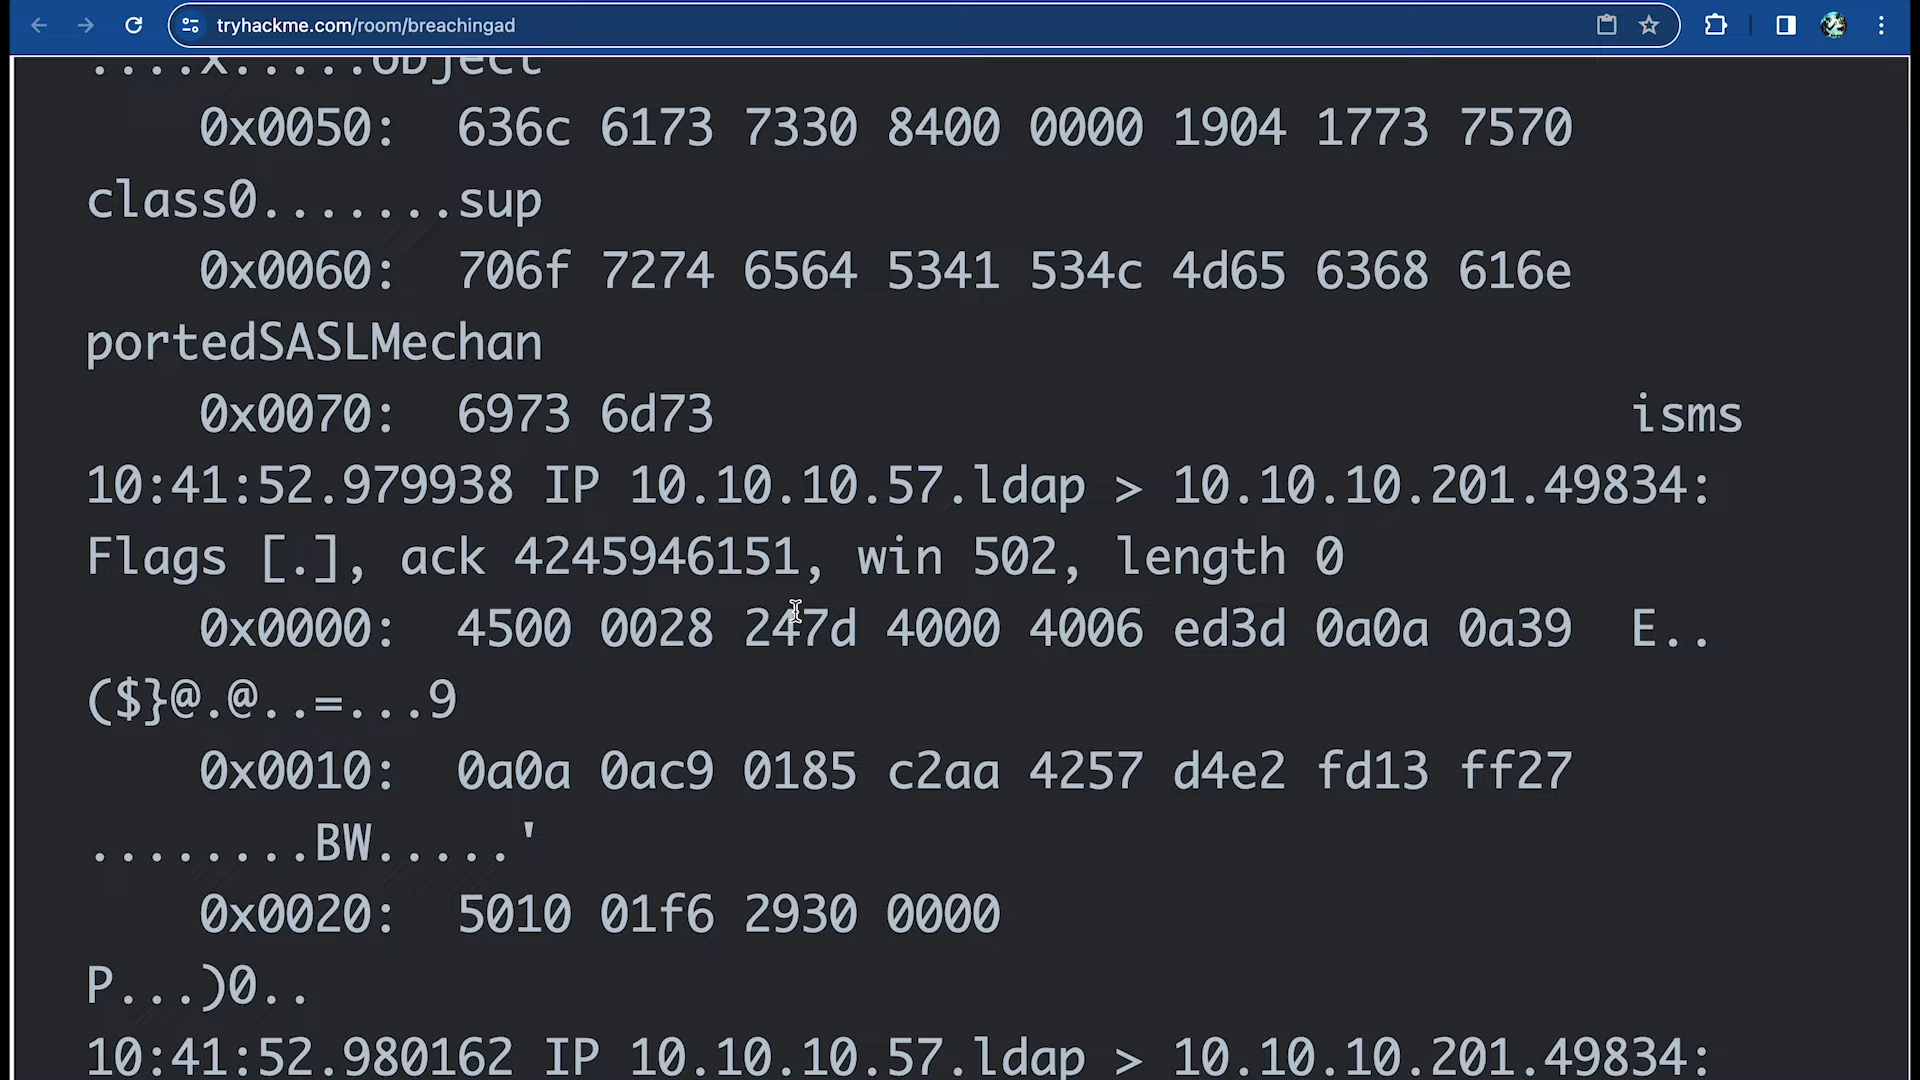 tryhackme.com/room/breachingad
....x.....object
0x0050: 636c 6173 7330 8400 0000 1904 1773 7570
class0.......sup
0x0060: 706f 7274 6564 5341 534c 4d65 6368 616e
portedSASLMechan
0x0070: 6973 6d73 isms
10:41:52.979938 IP 10.10.10.57.ldap > 10.10.10.201.49834:
Flags [.], ack 4245946151, win 502, length 0
0x0000: 4500 0028 247d 4000 4006 ed3d 0a0a 0a39 E..
($}@.@..=...9
0x0010: 0a0a 0ac9 0185 c2aa 4257 d4e2 fd13 ff27
........BW.....'
0x0020: 5010 01f6 2930 0000
P...)0..
10:41:52.980162 IP 10.10.10.57.ldap > 10.10.10.201.49834: